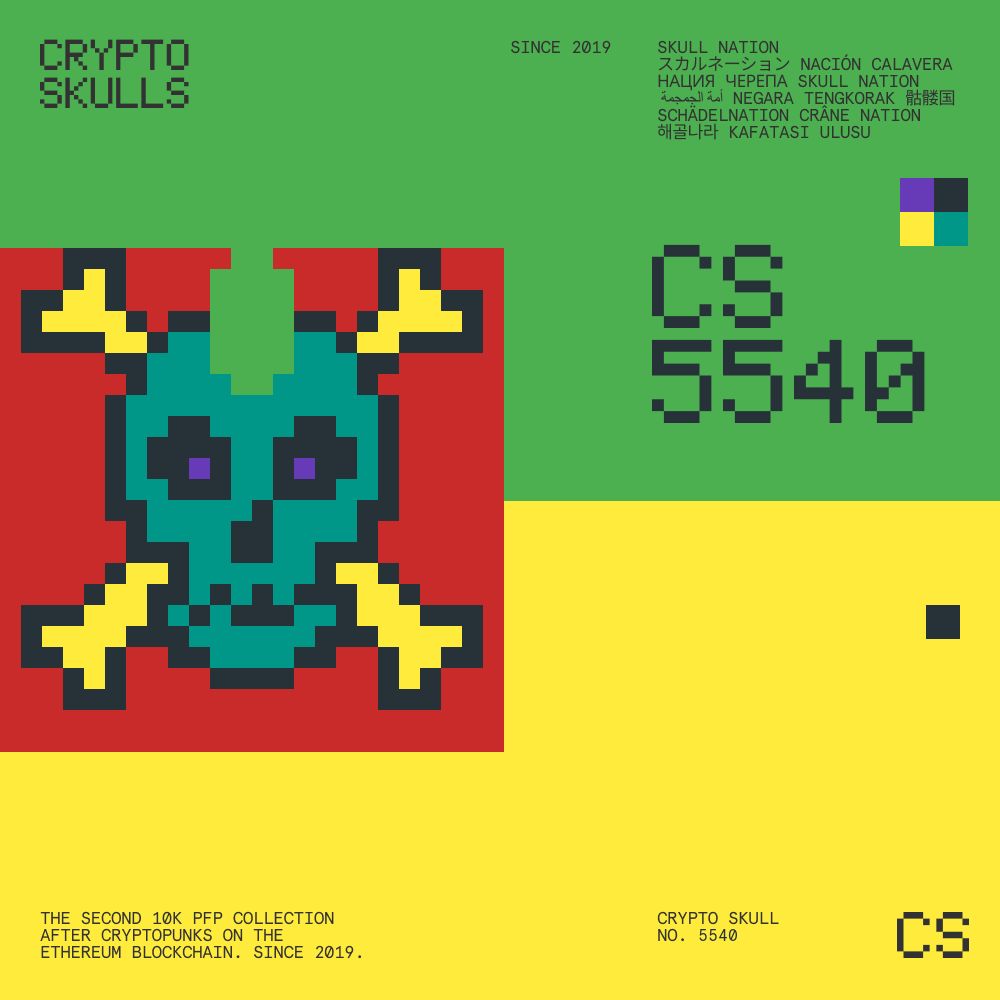 CRYPTO
SKULLS
SINCE 2019
SKULL NATION
スカルネーション NACIÓN CALAVERA
НАЦИЯ ЧЕРЕПА SKULL NATION
أمة الجمجمة NEGARA TENGKORAK 骷髅国
SCHÄDELNATION CRÂNE NATION
해골나라 KAFATASI ULUSU
CS
5540
THE SECOND 10K PFP COLLECTION
AFTER CRYPTOPUNKS ON THE
ETHEREUM BLOCKCHAIN. SINCE 2019.
CRYPTO SKULL
NO. 5540
CS